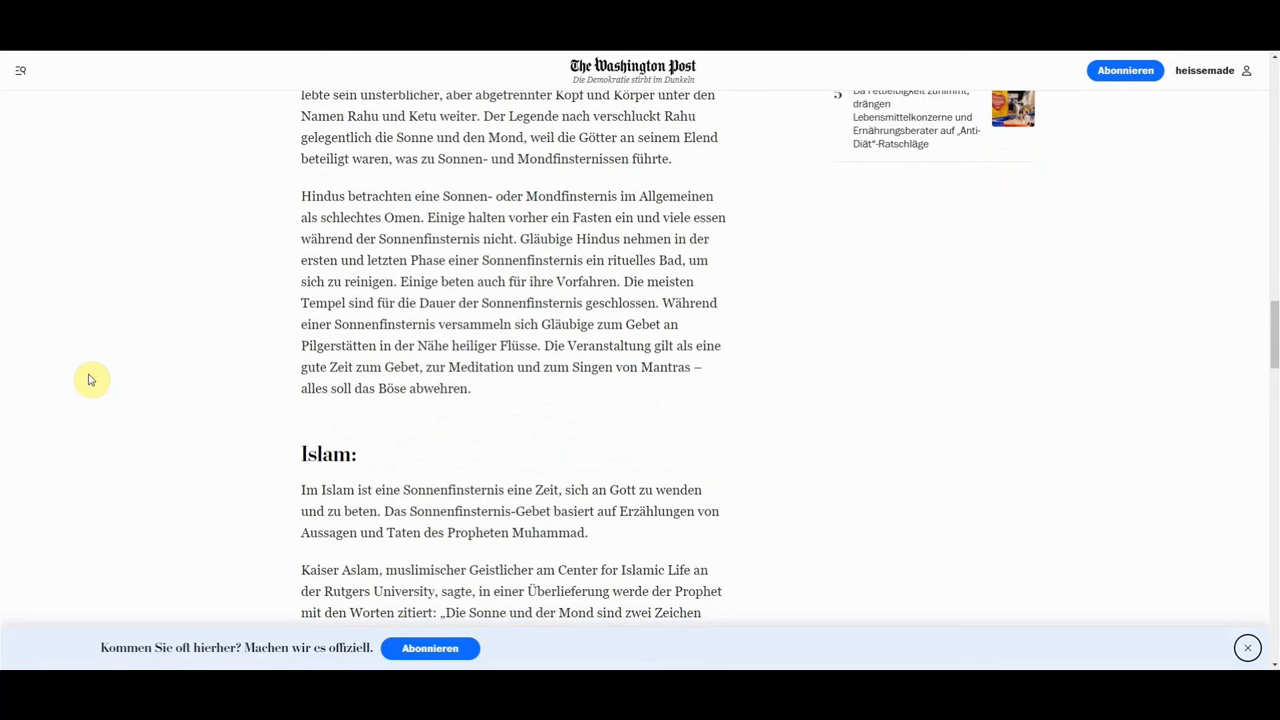 The Washington Post
Die Demokratie stirbt im Dunkeln
Abonnieren
heissemade
lebte sein unsterblicher, aber abgetrennter Kopf und Körper unter den
Namen Rahu und Ketu weiter. Der Legende nach verschluckt Rahu
gelegentlich die Sonne und den Mond, weil die Götter an seinem Elend
beteiligt waren, was zu Sonnen- und Mondfinsternissen führte.
5
Da Fettleibigkeit zunimmt,
drängen
Lebensmittelkonzerne und
Ernährungsberater auf „Anti-
Diät“-Ratschläge
Hindus betrachten eine Sonnen- oder Mondfinsternis im Allgemeinen
als schlechtes Omen. Einige halten vorher ein Fasten ein und viele essen
während der Sonnenfinsternis nicht. Gläubige Hindus nehmen in der
ersten und letzten Phase einer Sonnenfinsternis ein rituelles Bad, um
sich zu reinigen. Einige beten auch für ihre Vorfahren. Die meisten
Tempel sind für die Dauer der Sonnenfinsternis geschlossen. Während
einer Sonnenfinsternis versammeln sich Gläubige zum Gebet an
Pilgerstätten in der Nähe heiliger Flüsse. Die Veranstaltung gilt als eine
gute Zeit zum Gebet, zur Meditation und zum Singen von Mantras –
alles soll das Böse abwehren.
Islam:
Im Islam ist eine Sonnenfinsternis eine Zeit, sich an Gott zu wenden
und zu beten. Das Sonnenfinsternis-Gebet basiert auf Erzählungen von
Aussagen und Taten des Propheten Muhammad.
Kaiser Aslam, muslimischer Geistlicher am Center for Islamic Life an
der Rutgers University, sagte, in einer Überlieferung werde der Prophet
mit den Worten zitiert: „Die Sonne und der Mond sind zwei Zeichen
Kommen Sie oft hierher? Machen wir es offiziell.
Abonnieren